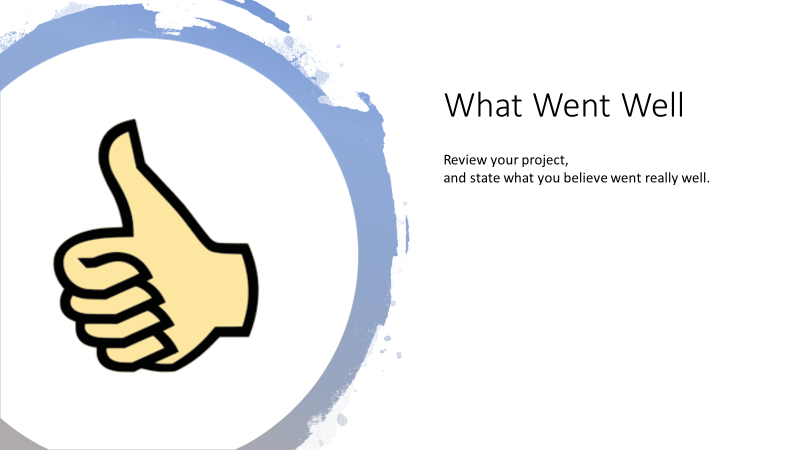 What Went Well
Review your project,
and state what you believe went really well.